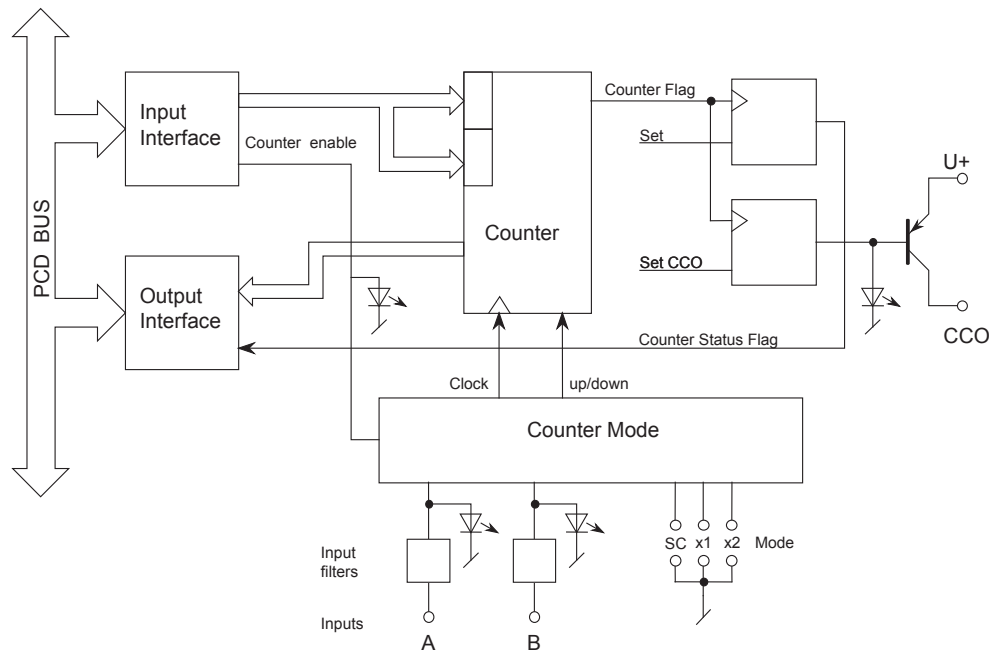 PCD BUS
Input
Interface
Counter enable
Output
Interface
Counter
Counter Flag
Set
Set CCO
U+
CCO
Counter Status Flag
Clock
up/down
Counter Mode
SC x1 x2 Mode
Input
filters
Inputs
A
B